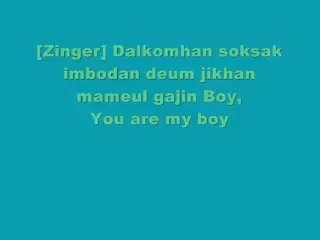 [Zinger] Dalkomhan soksak
imbodan deum jikhan
mameul gajin Boy,
You are my boy